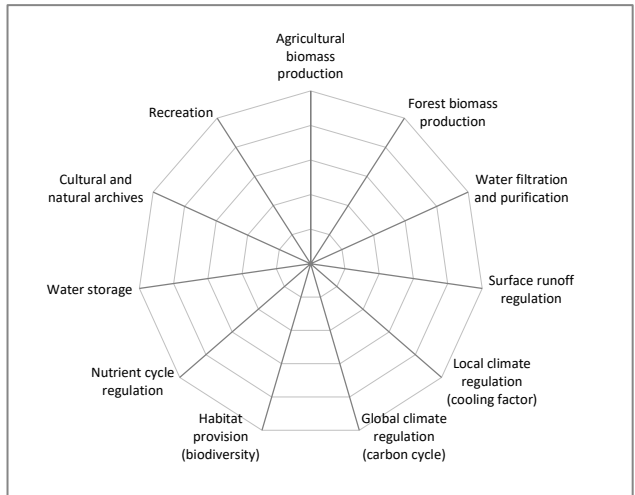 Agricultural
biomass
production
Forest biomass
production
Water filtration
and purification
Surface runoff
regulation
Local climate
regulation
(cooling factor)
Global climate
regulation
(carbon cycle)
Habitat
provision
(biodiversity)
Nutrient cycle
regulation
Water storage
Cultural and
natural archives
Recreation